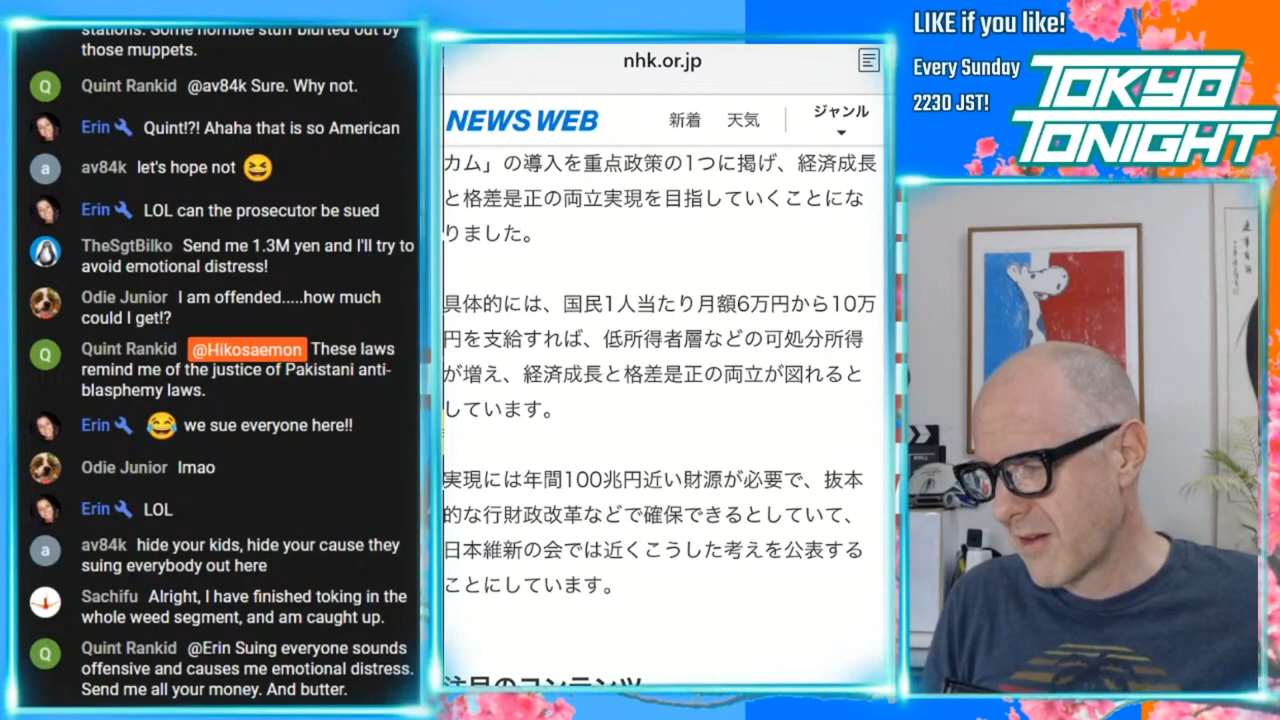 stations. Some horrible stuff blurted out by
those muppets.
Quint Rankid @av84k Sure. Why not.
Erin Quint!?! Ahaha that is so American
av84k let's hope not
Erin LOL can the prosecutor be sued
TheSgtBilko Send me 1.3M yen and I'll try to
avoid emotional distress!
Odie Junior I am offended.....how much
could I get!?
Quint Rankid @Hikosaemon These laws
remind me of the justice of Pakistani anti-
blasphemy laws.
Erin we sue everyone here!!
Odie Junior lmao
Erin LOL
av84k hide your kids, hide your cause they
suing everybody out here
Sachifu Alright, I have finished toking in the
whole weed segment, and am caught up.
Quint Rankid @Erin Suing everyone sounds
offensive and causes me emotional distress.
Send me all your money. And butter.
nhk.or.jp
NEWS WEB
新着 天気 ジャンル
カム」の導入を重点政策の1つに掲げ、経済成長
と格差是正の両立実現を目指していくことにな
りました。
具体的には、国民1人当たり月額6万円から10万
円を支給すれば、低所得者層などの可処分所得
が増え、経済成長と格差是正の両立が図れると
しています。
実現には年間100兆円近い財源が必要で、抜本
的な行財政改革などで確保できるとしていて、
日本維新の会では近くこうした考えを公表する
ことにしています。
注目のコンテンツ
LIKE if you like!
Every Sunday
2230 JST!
TOKYO
TONIGHT